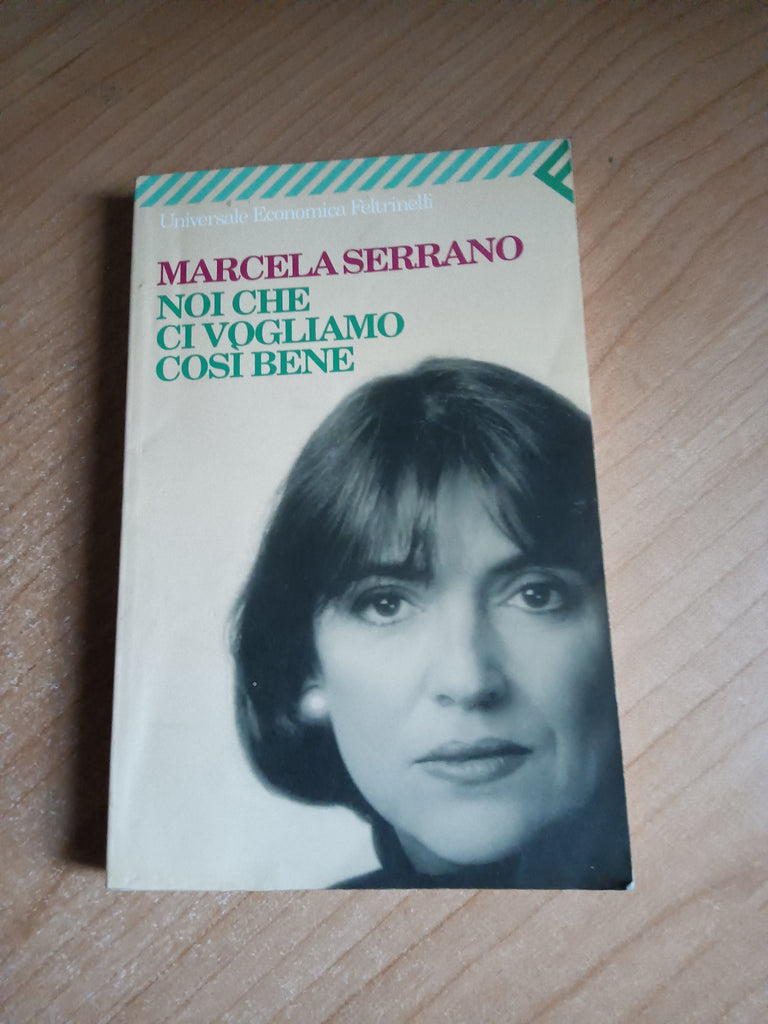 Universale Economica Feltrinelli
MARCELA SERRANO
NOI CHE
CI VOGLIAMO
COSÌ BENE